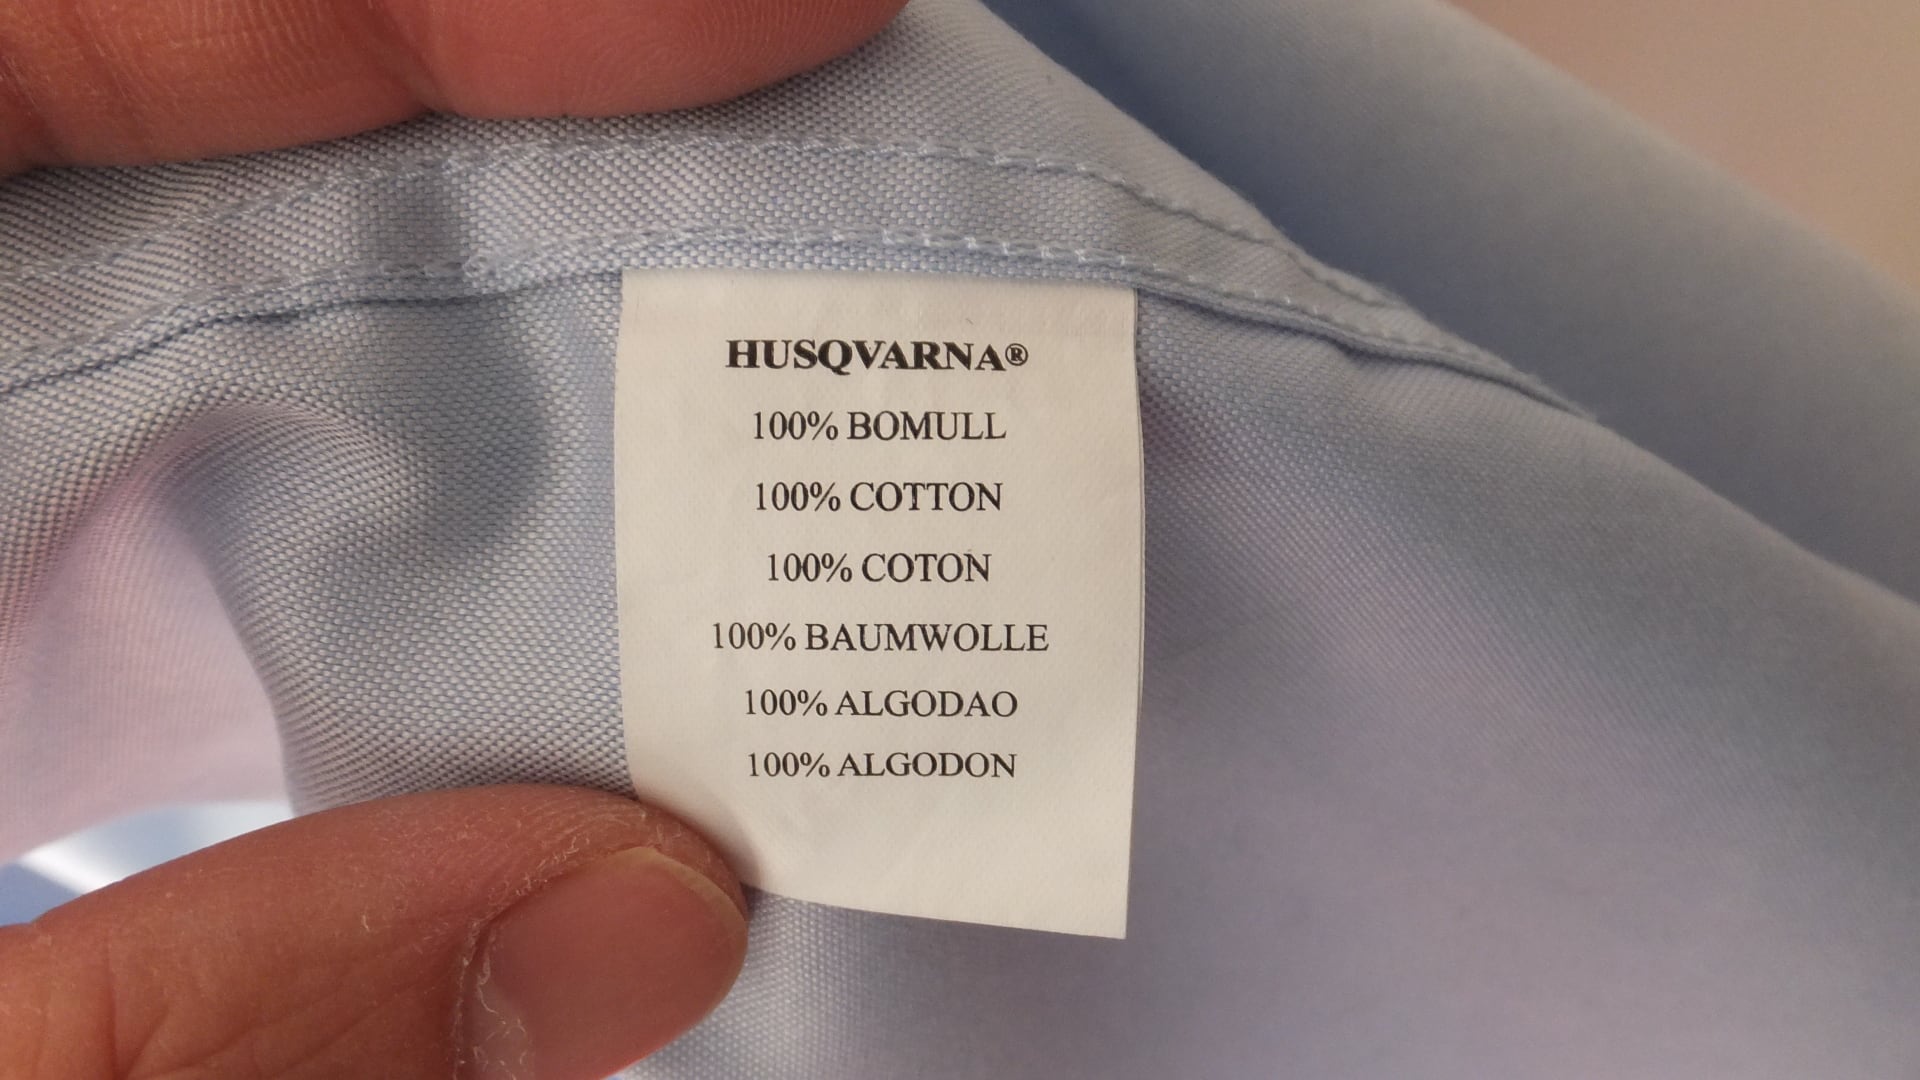 HUSQVARNA®
100% BOMULL
100% COTTON
100% COTON
100% BAUMWOLLE
100% ALGODAO
100% ALGODON